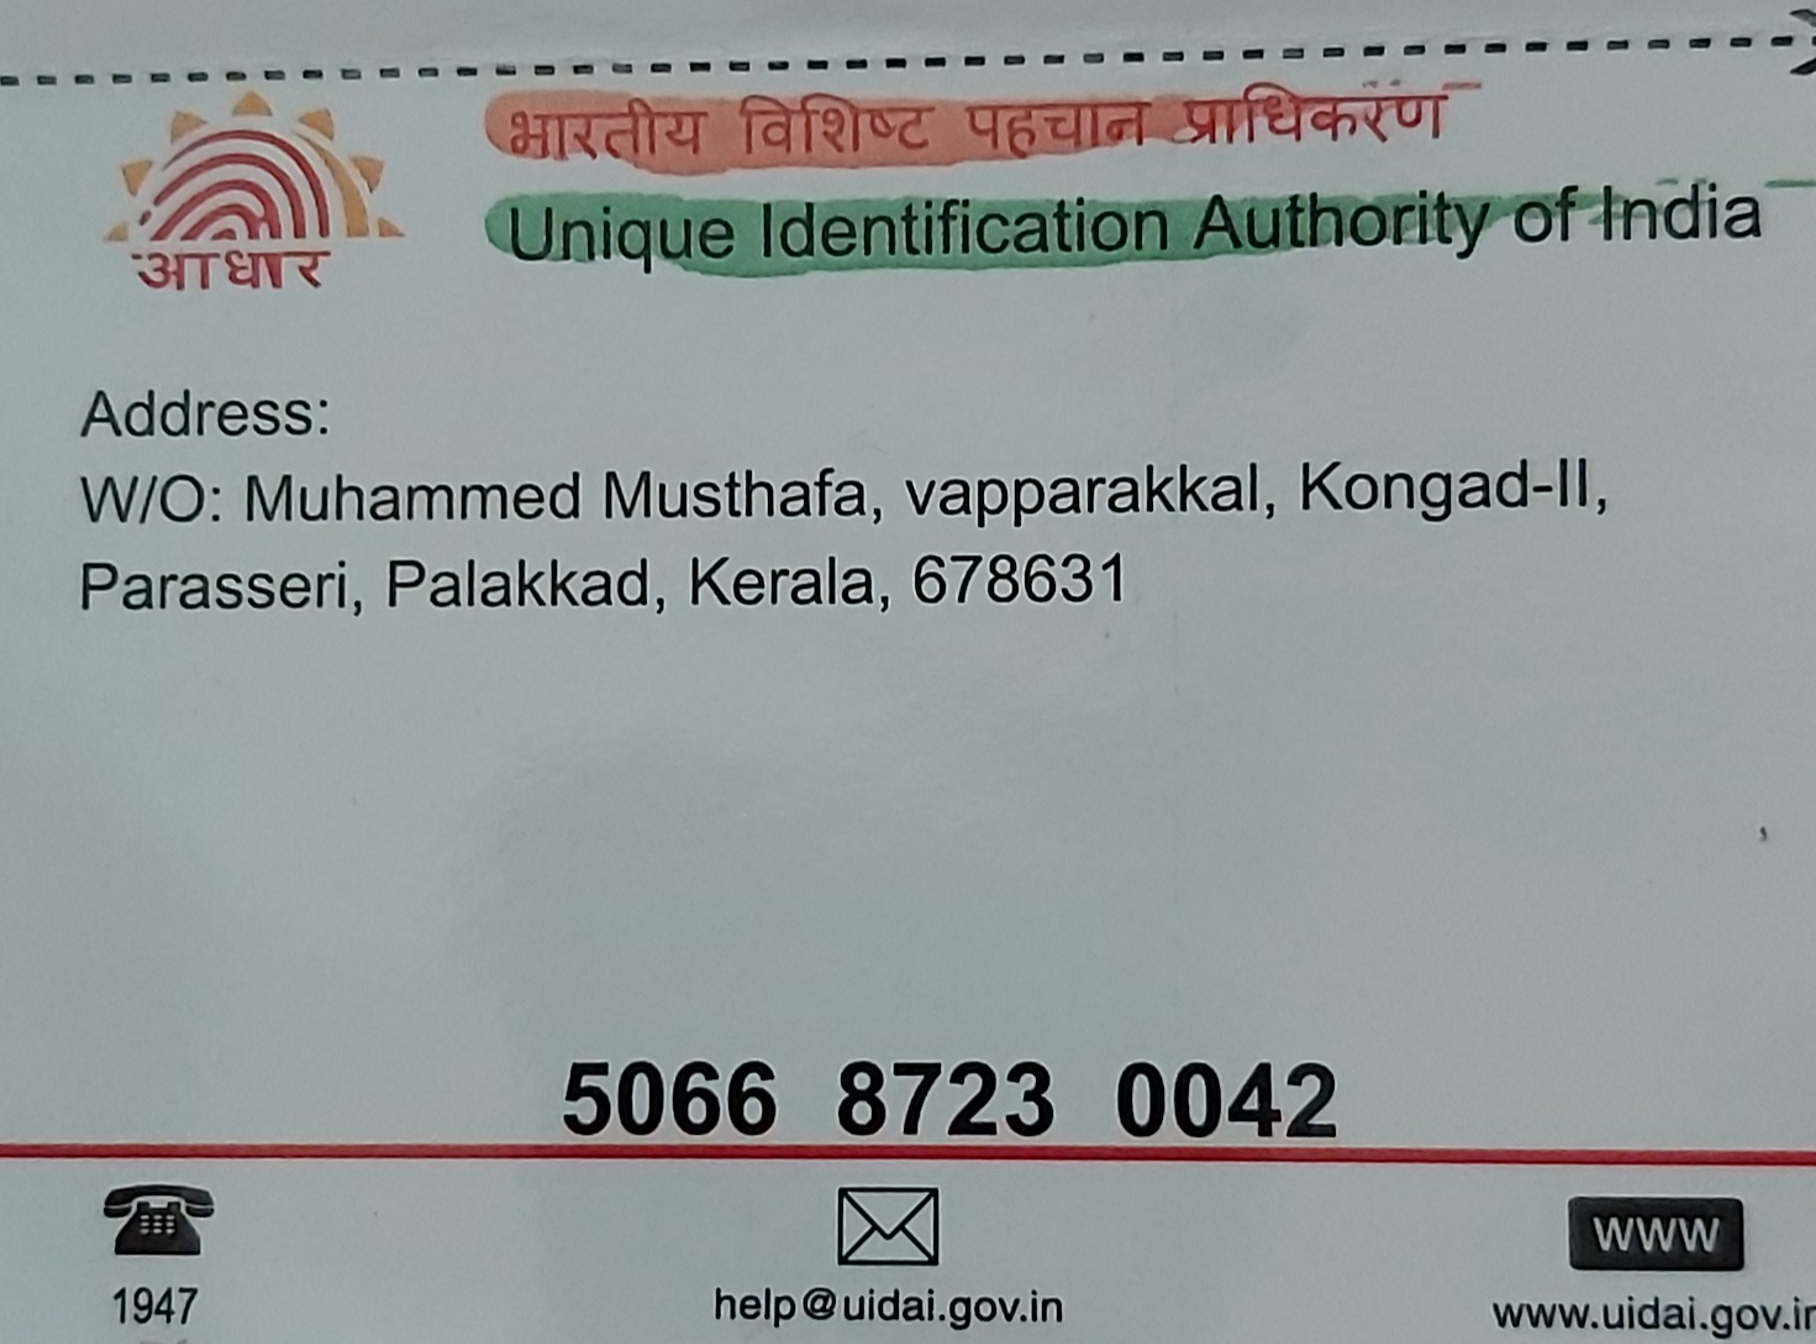 भारतीय विशिष्ट पहचान प्राधिकरण
Unique Identification Authority of India
आधार
Address:
W/O: Muhammed Musthafa, vapparakkal, Kongad-II,
Parasseri, Palakkad, Kerala, 678631
5066 8723 0042
WWW
1947
help@uidai.gov.in
www.uidai.gov.in